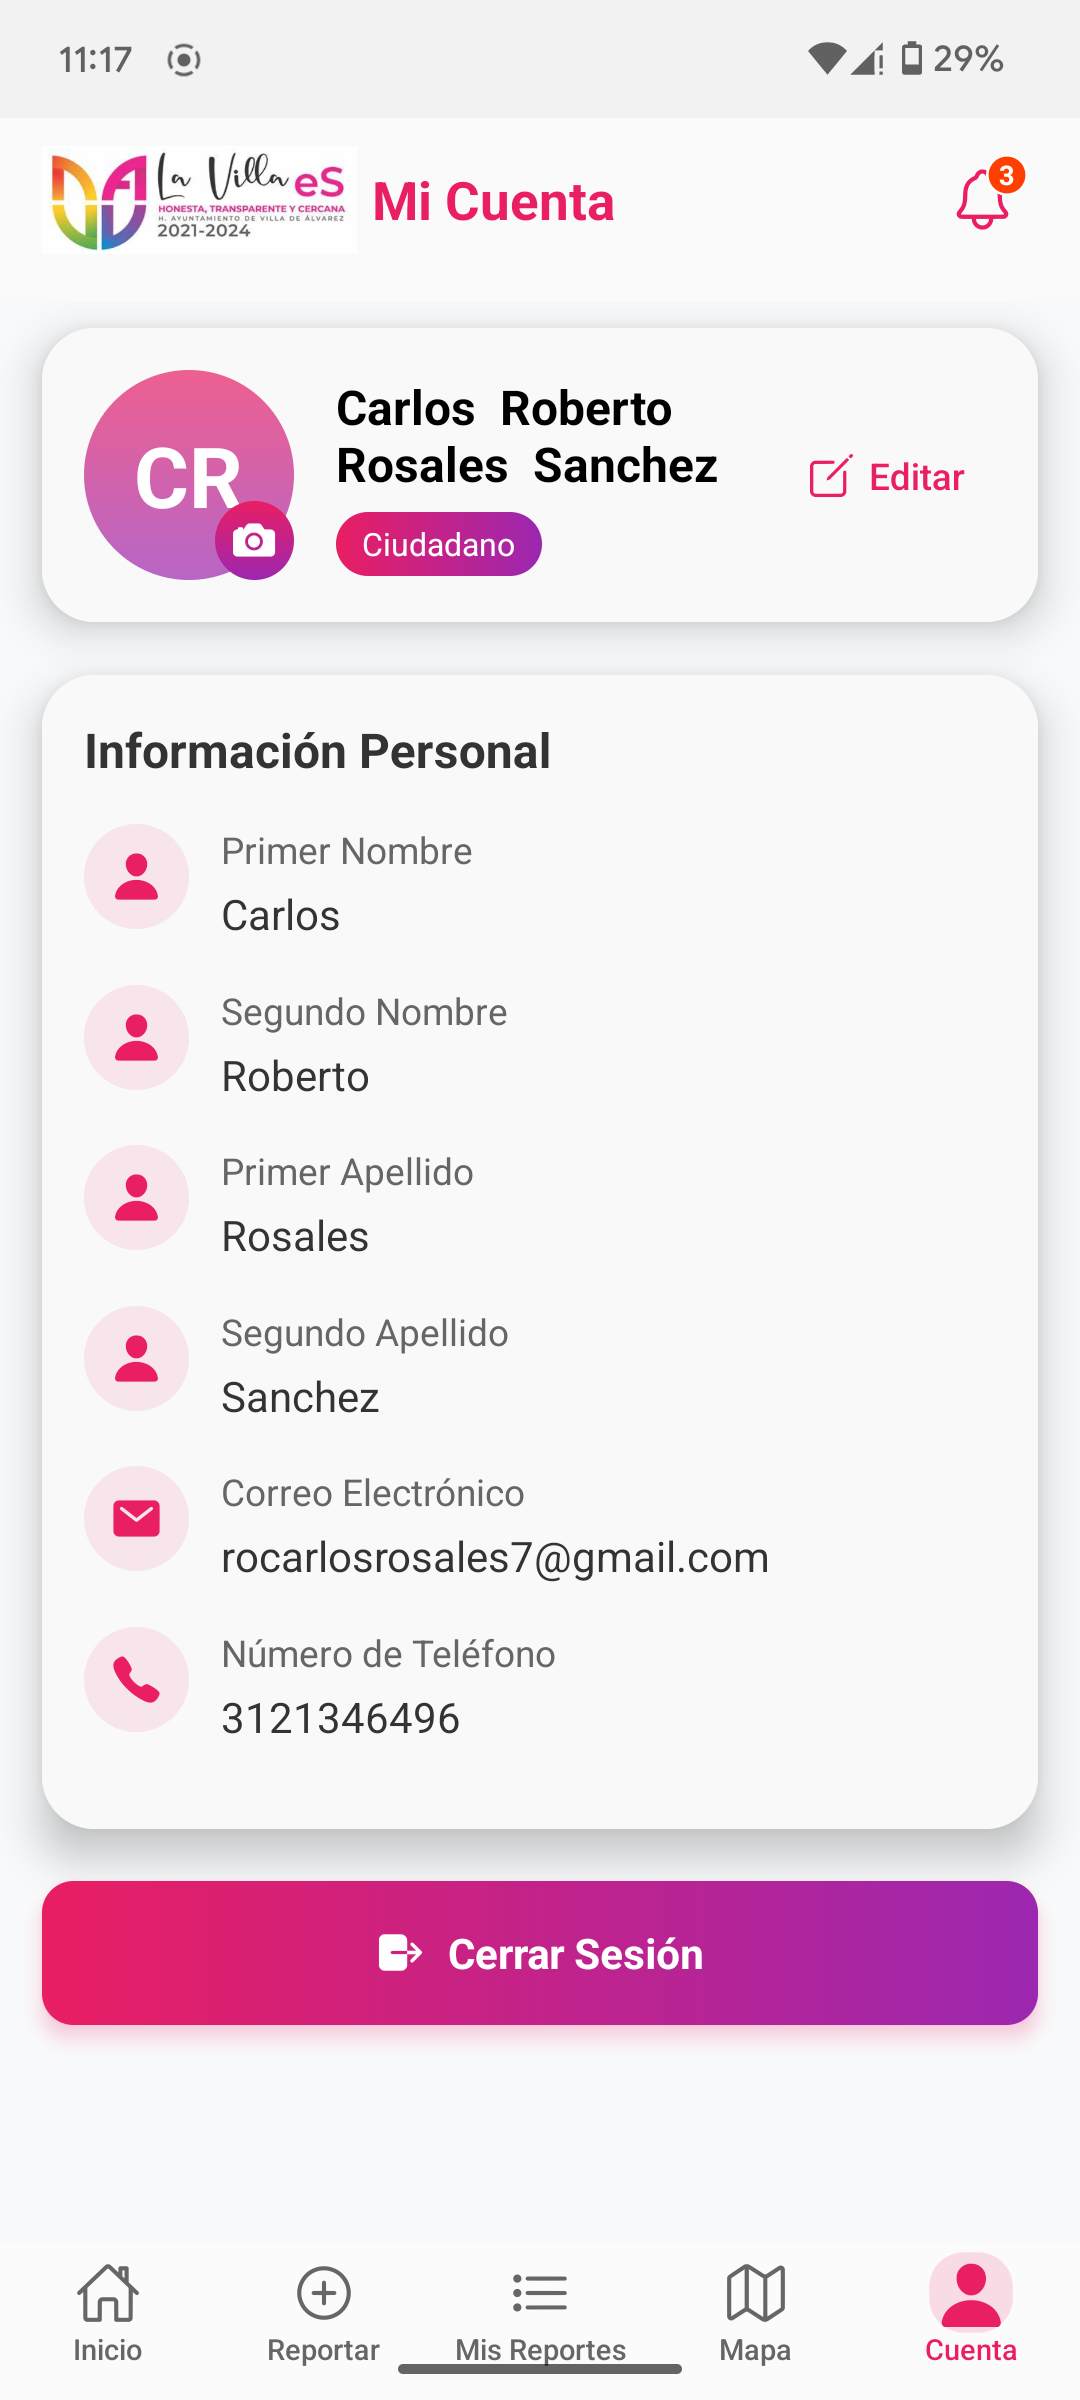 11:17
29%
La Villa eS
HONESTA, TRANSPARENTE Y CERCANA
H. AYUNTAMIENTO DE VILLA DE ÁLVAREZ
2021-2024
Mi Cuenta
3
CR
Carlos  Roberto
Rosales  Sanchez
Editar
Ciudadano
Información Personal
Primer Nombre
Carlos
Segundo Nombre
Roberto
Primer Apellido
Rosales
Segundo Apellido
Sanchez
Correo Electrónico
rocarlosrosales7@gmail.com
Número de Teléfono
3121346496
Cerrar Sesión
Inicio
Reportar
Mis Reportes
Mapa
Cuenta